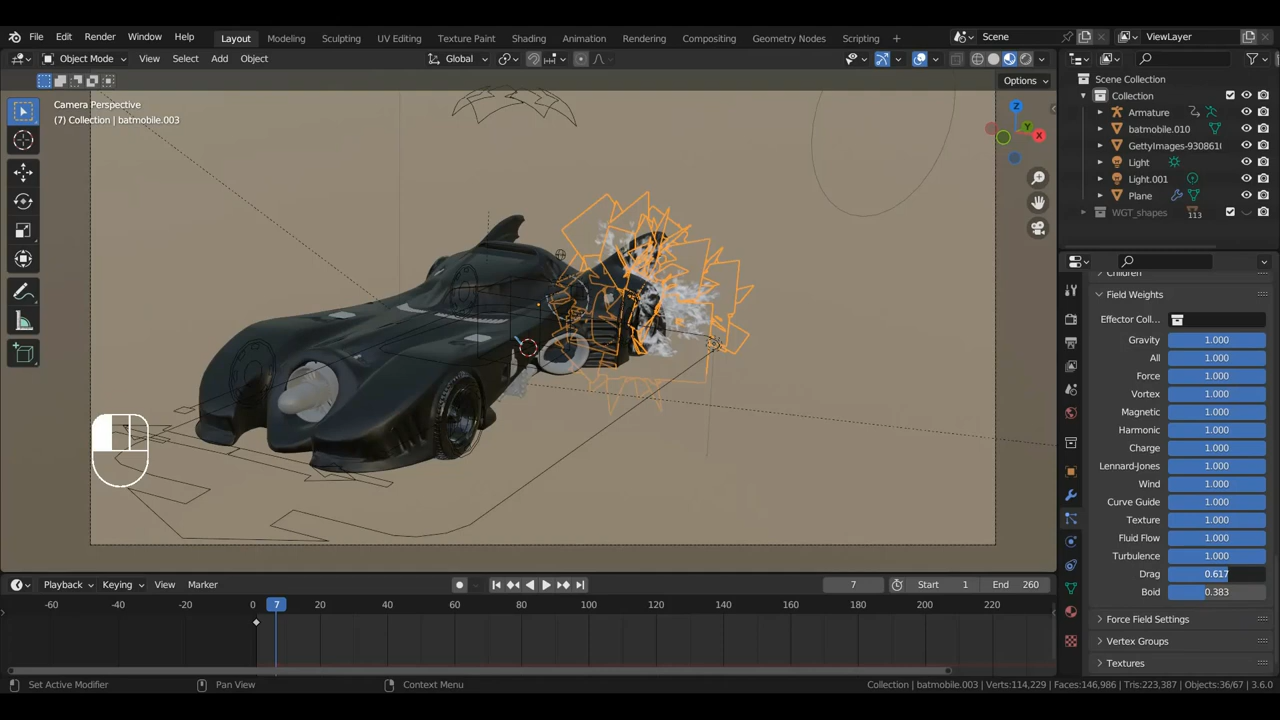 File Edit Render Window Help Layout Modeling Sculpting UV Editing Texture Paint Shading Animation Rendering Compositing Geometry Nodes Scripting + Scene ViewLayer
Object Mode View Select Add Object Global
Options
Camera Perspective
(7) Collection | batmobile.003
Scene Collection
Collection
Armature
batmobile.010
GettyImages-930861
Light
Light.001
Plane
WGT_shapes 113
Children
Field Weights
Effector Coll...
Gravity 1.000
All 1.000
Force 1.000
Vortex 1.000
Magnetic 1.000
Harmonic 1.000
Charge 1.000
Lennard-Jones 1.000
Wind 1.000
Curve Guide 1.000
Texture 1.000
Fluid Flow 1.000
Turbulence 1.000
Drag 0.617
Boid 0.383
Force Field Settings
Vertex Groups
Textures
X
Y
Z
Playback Keying View Marker 7 Start 1 End 260
-60 -40 -20 0 7 20 40 60 80 100 120 140 160 180 200 220
Set Active Modifier Pan View Context Menu Collection | batmobile.003 | Verts:114,229 | Faces:146,986 | Tris:223,387 | Objects:36/67 | 3.6.0